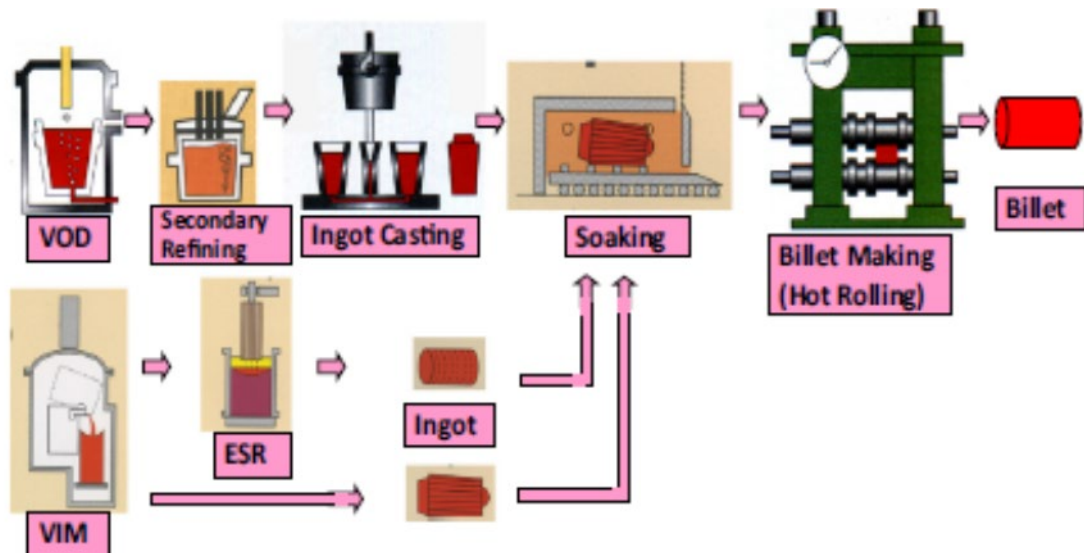 VOD
Secondary
Refining
Ingot Casting
Soaking
Billet Making
(Hot Rolling)
Billet
VIM
ESR
Ingot